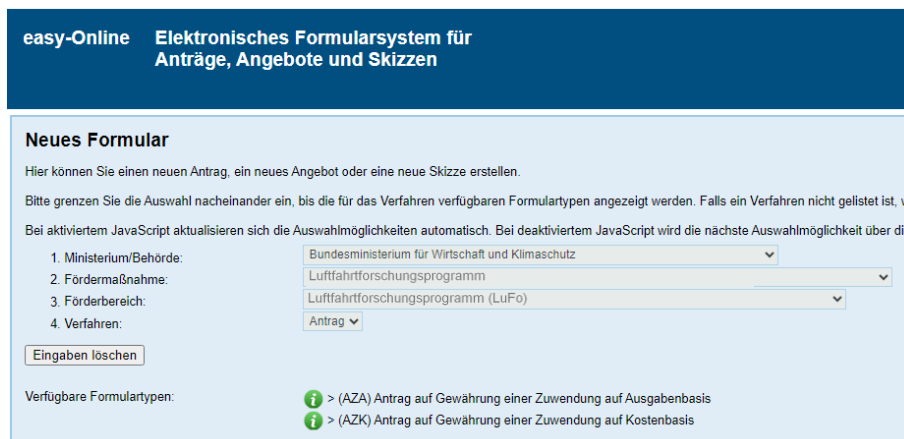 easy-Online Elektronisches Formularsystem für
Anträge, Angebote und Skizzen
Neues Formular
Hier können Sie einen neuen Antrag, ein neues Angebot oder eine neue Skizze erstellen.
Bitte grenzen Sie die Auswahl nacheinander ein, bis die für das Verfahren verfügbaren Formulartypen angezeigt werden. Falls ein Verfahren nicht gelistet ist,
Bei aktiviertem JavaScript aktualisieren sich die Auswahlmöglichkeiten automatisch. Bei deaktiviertem JavaScript wird die nächste Auswahlmöglichkeit über
1. Ministerium/Behörde: Bundesministerium für Wirtschaft und Klimaschutz
2. Fördermaßnahme: Luftfahrtforschungsprogramm
3. Förderbereich: Luftfahrtforschungsprogramm (LuFo)
4. Verfahren: Antrag
Eingaben löschen
Verfügbare Formulartypen: > (AZA) Antrag auf Gewährung einer Zuwendung auf Ausgabenbasis
> (AZK) Antrag auf Gewährung einer Zuwendung auf Kostenbasis